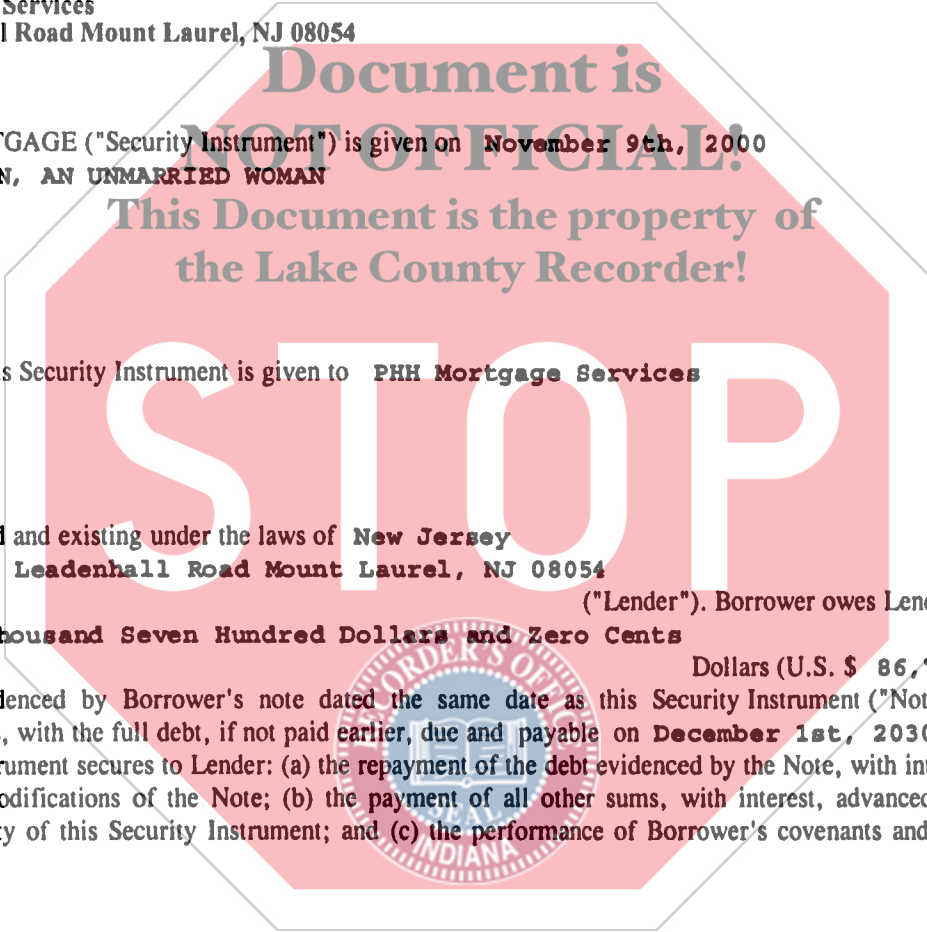 Services
l Road Mount Laurel, NJ 08054
Document is
NOT OFFICIAL!
TGAGE ("Security Instrument") is given on November 9th, 2000
N, AN UNMARRIED WOMAN
This Document is the property of
the Lake County Recorder!
s Security Instrument is given to PHH Mortgage Services
STOP
d and existing under the laws of New Jersey
Leadenhall Road Mount Laurel, NJ 08054
("Lender"). Borrower owes Lend
housand Seven Hundred Dollars and Zero Cents
Dollars (U.S. $ 86,
denced by Borrower's note dated the same date as this Security Instrument ("Not
, with the full debt, if not paid earlier, due and payable on December 1st, 2030
rument secures to Lender: (a) the repayment of the debt evidenced by the Note, with int
odifications of the Note; (b) the payment of all other sums, with interest, advanced
ty of this Security Instrument; and (c) the performance of Borrower's covenants and
RECORDER'S OFFICE
SEAL
INDIANA